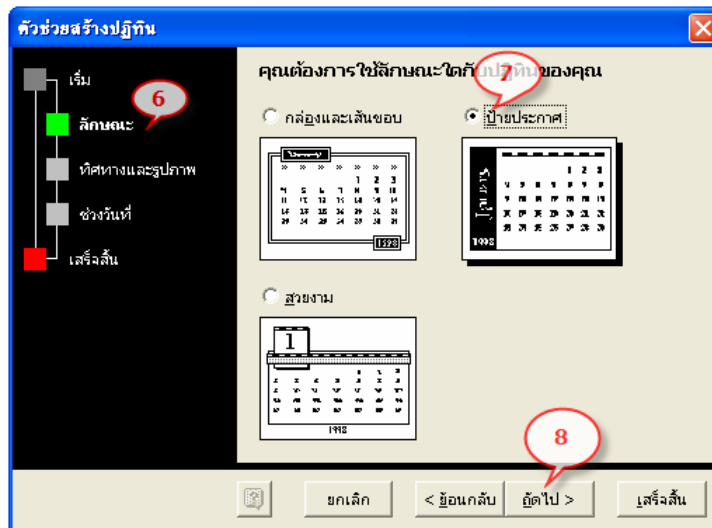 ตัวช่วยสร้างปฏิทิน
เริ่ม
6
ลักษณะ
ทิศทางและรูปภาพ
ช่วงวันที่
เสร็จสิ้น
คุณต้องการใช้ลักษณะใดกับปฏิทินของคุณ
7
กล่องและเส้นขอบ
ป้ายประกาศ
1998
1998
สวยงาม
1
1998
8
ยกเลิก
< ย้อนกลับ
ถัดไป >
เสร็จสิ้น